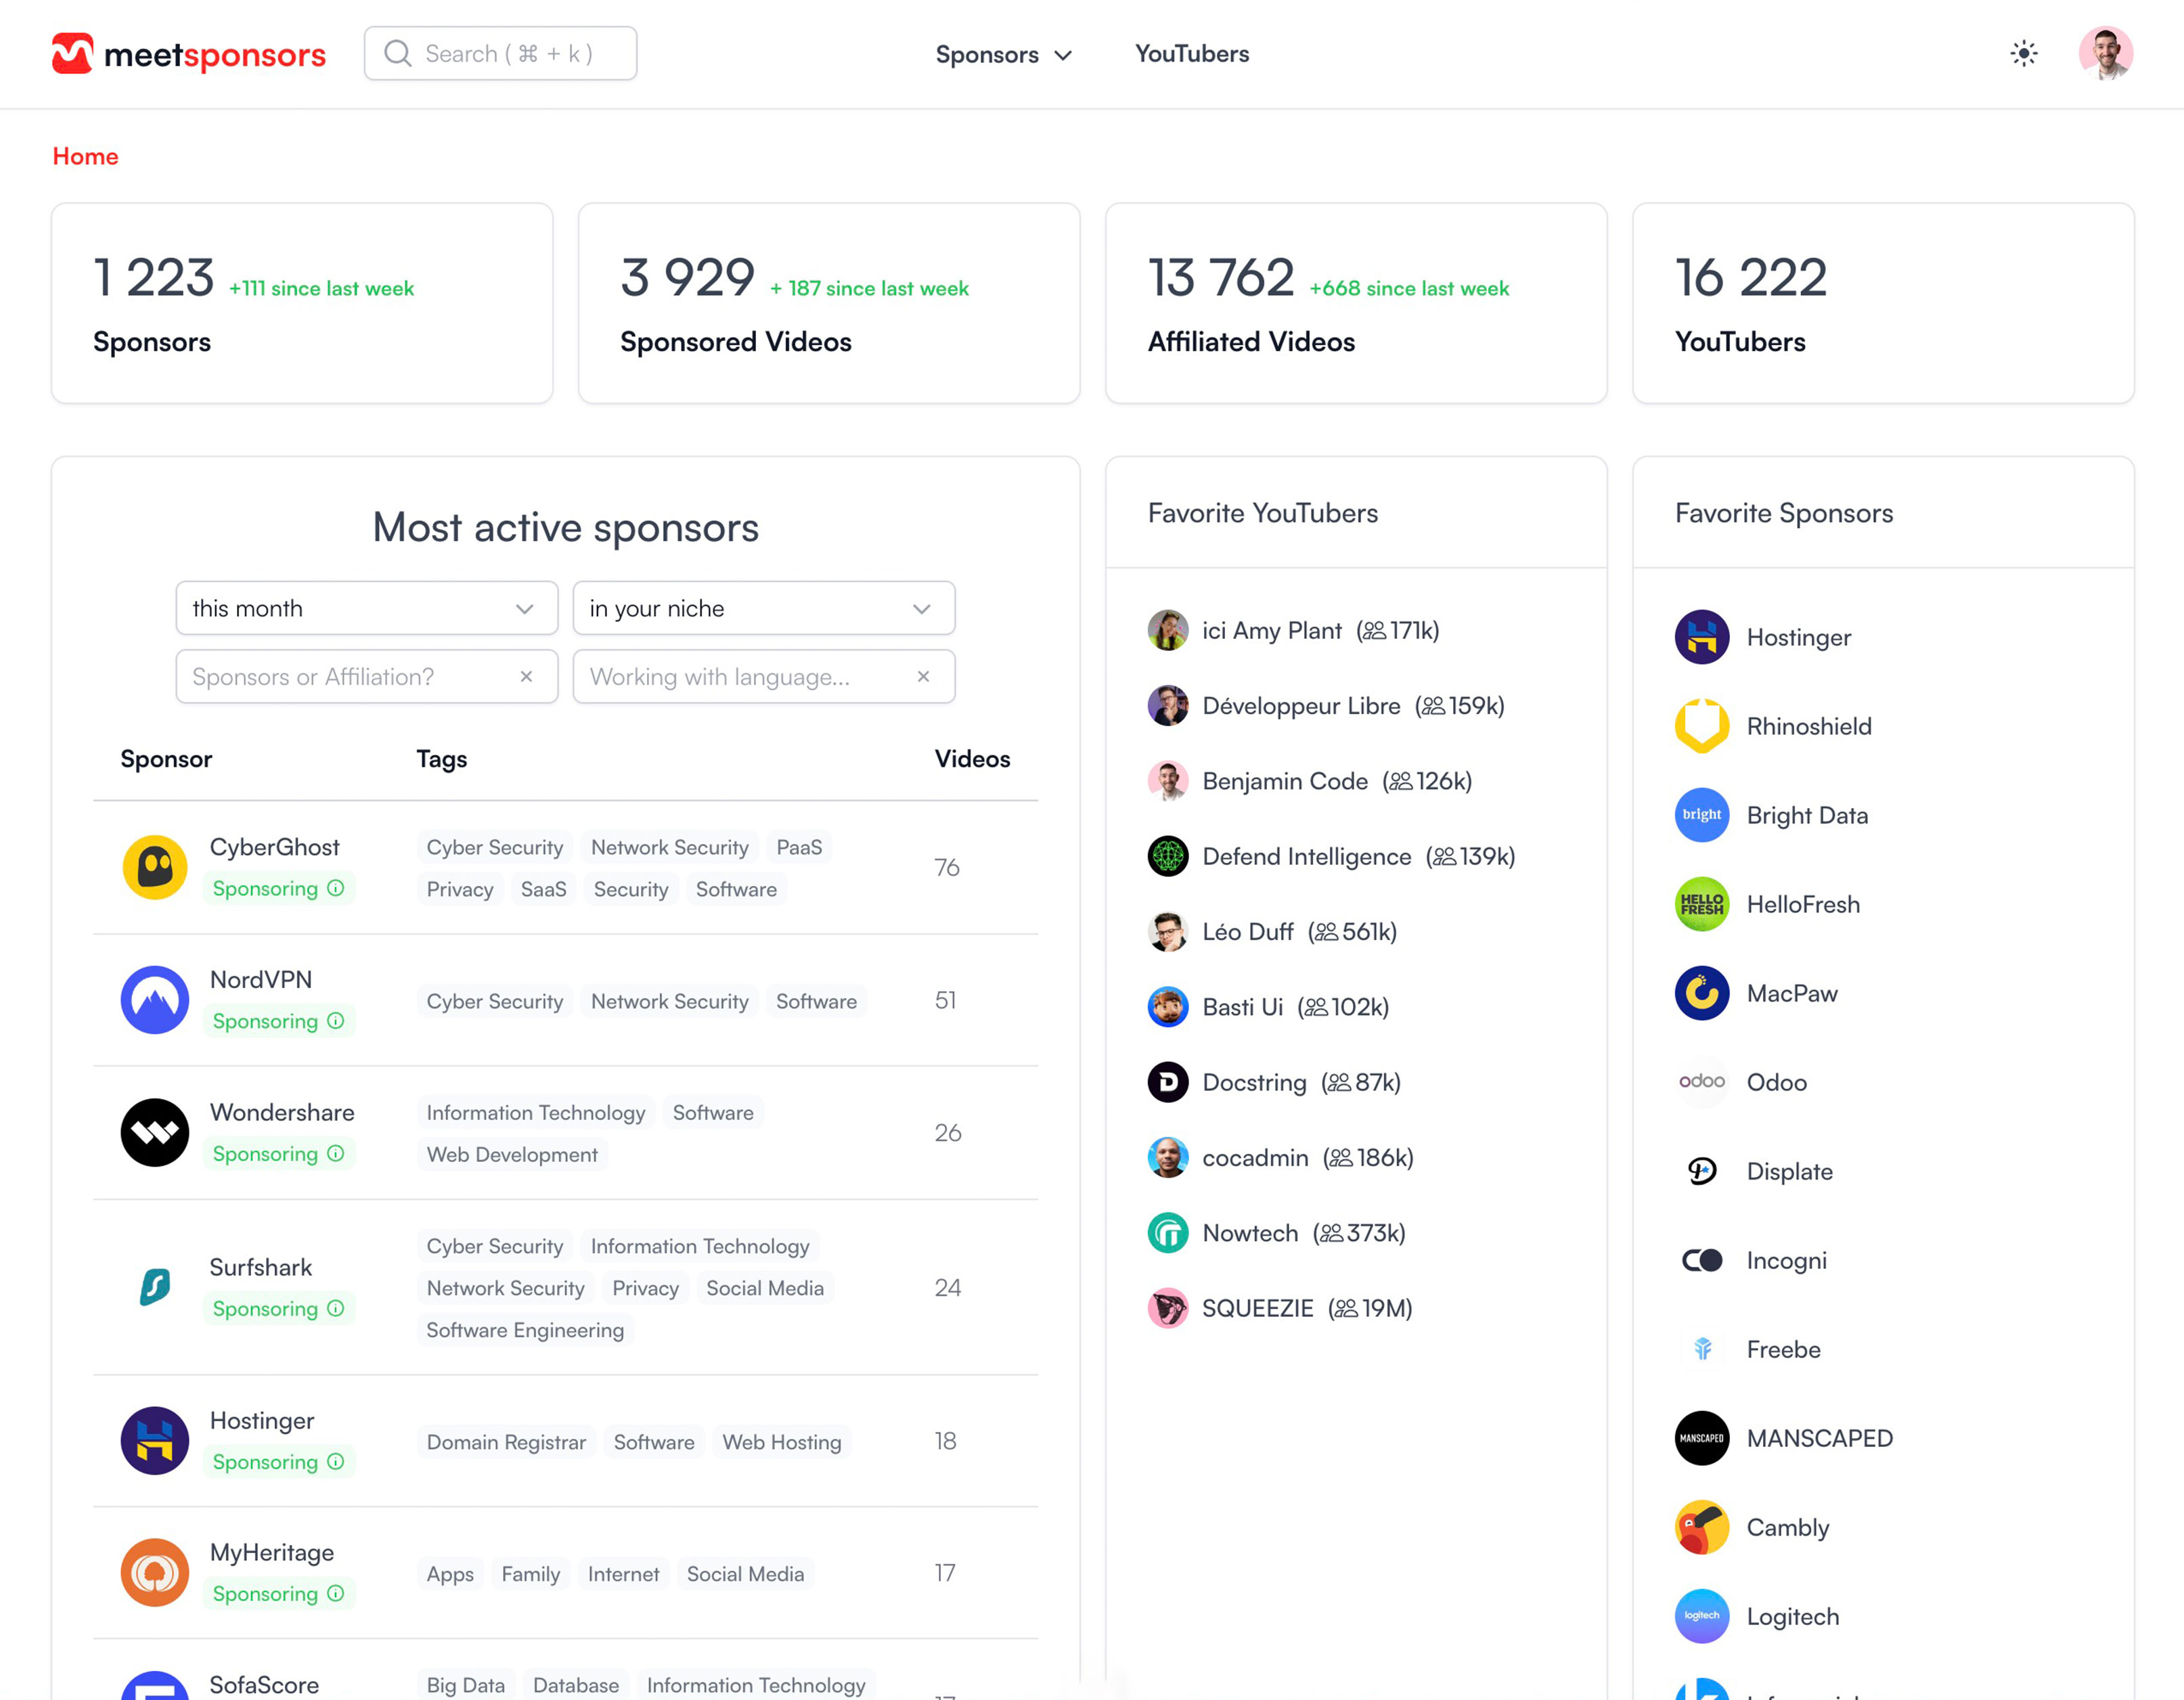 meetsponsors
Search ( ⌘ + k )
Sponsors
YouTubers
Home
1 223 +111 since last week
Sponsors
3 929 + 187 since last week
Sponsored Videos
13 762 +668 since last week
Affiliated Videos
16 222
YouTubers
Most active sponsors
this month
in your niche
Sponsors or Affiliation?
Working with language...
Sponsor Tags Videos
CyberGhost
Sponsoring
Cyber Security Network Security PaaS
Privacy SaaS Security Software
76
NordVPN
Sponsoring
Cyber Security Network Security Software
51
Wondershare
Sponsoring
Information Technology Software
Web Development
26
Surfshark
Sponsoring
Cyber Security Information Technology
Network Security Privacy Social Media
Software Engineering
24
Hostinger
Sponsoring
Domain Registrar Software Web Hosting
18
MyHeritage
Sponsoring
Apps Family Internet Social Media
17
SofaScore
Big Data Database Information Technology
Favorite YouTubers
ici Amy Plant (171k)
Développeur Libre (159k)
Benjamin Code (126k)
Defend Intelligence (139k)
Léo Duff (561k)
Basti Ui (102k)
Docstring (87k)
cocadmin (186k)
Nowtech (373k)
SQUEEZIE (19M)
Favorite Sponsors
Hostinger
Rhinoshield
bright
Bright Data
HELLO
FRESH
HelloFresh
MacPaw
odoo
Odoo
Displate
Incogni
Freebe
MANSCAPED
MANSCAPED
Cambly
logitech
Logitech